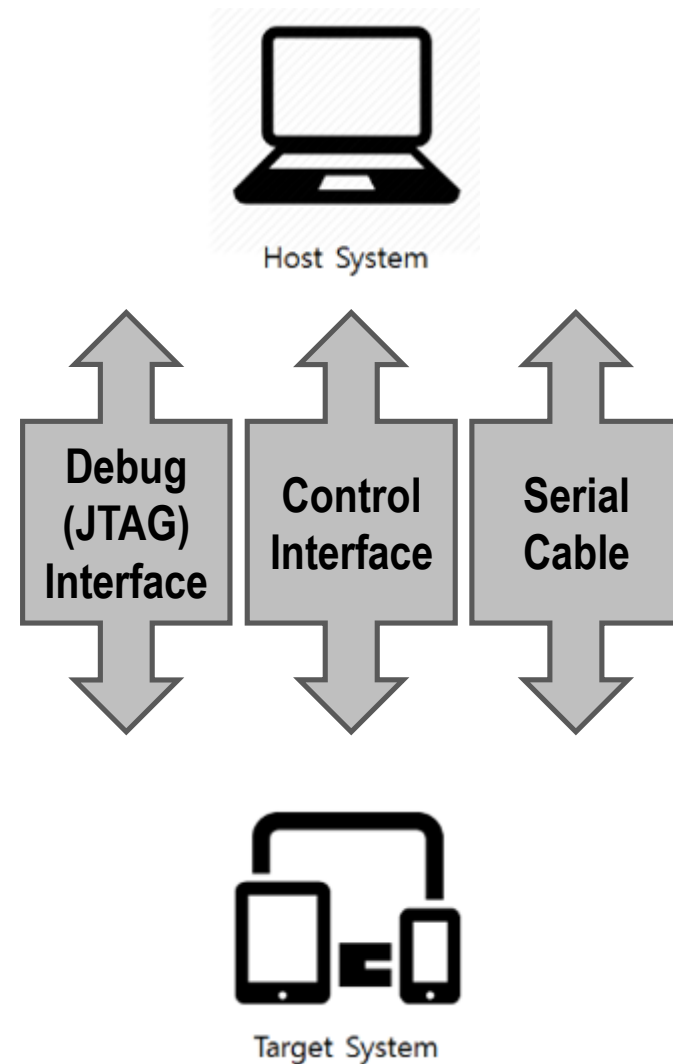 Host System
Debug
(JTAG)
Interface
Control
Interface
Serial
Cable
Target System